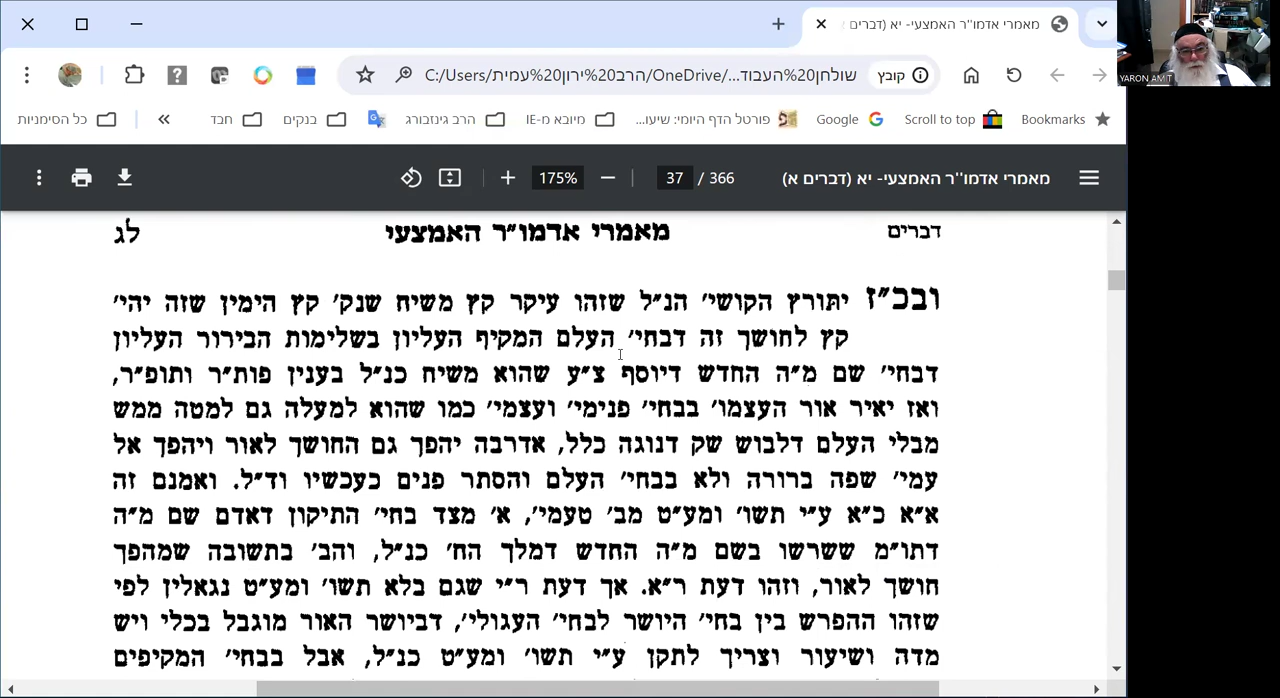 מאמרי אדמו''ר האמצעי- יא (דברים א
C:/Users/הרב%20ירון%20עמית/OneDrive/...שולחן%20העבוד
קובץ
Bookmarks
Scroll to top
Google
פורטל הדף היומי: שיעו...
מיובא מ-IE
הרב גינזבורג
בנקים
חבד
כל הסימניות
YARON AMIT
מאמרי אדמו''ר האמצעי- יא (דברים א)
37 / 366
175%
דברים מאמרי אדמו״ר האמצעי לג
ובכ״ז יתורץ הקושי׳ הנ״ל שזהו עיקר קץ משיח שנק׳ קץ הימין שזה יהי׳
קץ לחושך זה דבחי׳ העלם המקיף העליון בשלימות הבירור העליון
דבחי׳ שם מ״ה החדש דיוסף צ״ע שהוא משיח כנ״ל בענין פות״ר ותופ״ר,
ואז יאיר אור העצמו׳ בבחי׳ פנימי׳ ועצמי׳ כמו שהוא למעלה גם למטה ממש
מבלי העלם דלבוש שק דנוגה כלל, אדרבה יהפך גם החושך לאור ויהפך אל
עמי׳ שפה ברורה ולא בבחי׳ העלם והסתר פנים כעכשיו וד״ל. ואמנם זה
א״א כ״א ע״י תשו׳ ומע״ט מב׳ טעמי׳, א׳ מצד בחי׳ התיקון דאדם שם מ״ה
דתו״מ ששרשו בשם מ״ה החדש דמלך הח׳ כנ״ל, והב׳ בתשובה שמהפך
חושך לאור, וזהו דעת ר״א. אך דעת ר״י שגם בלא תשו׳ ומע״ט נגאלין לפי
שזהו ההפרש בין בחי׳ היושר לבחי׳ העגולי׳, דביושר האור מוגבל בכלי ויש
מדה ושיעור וצריך לתקן ע״י תשו׳ ומע״ט כנ״ל, אבל בבחי׳ המקיפים